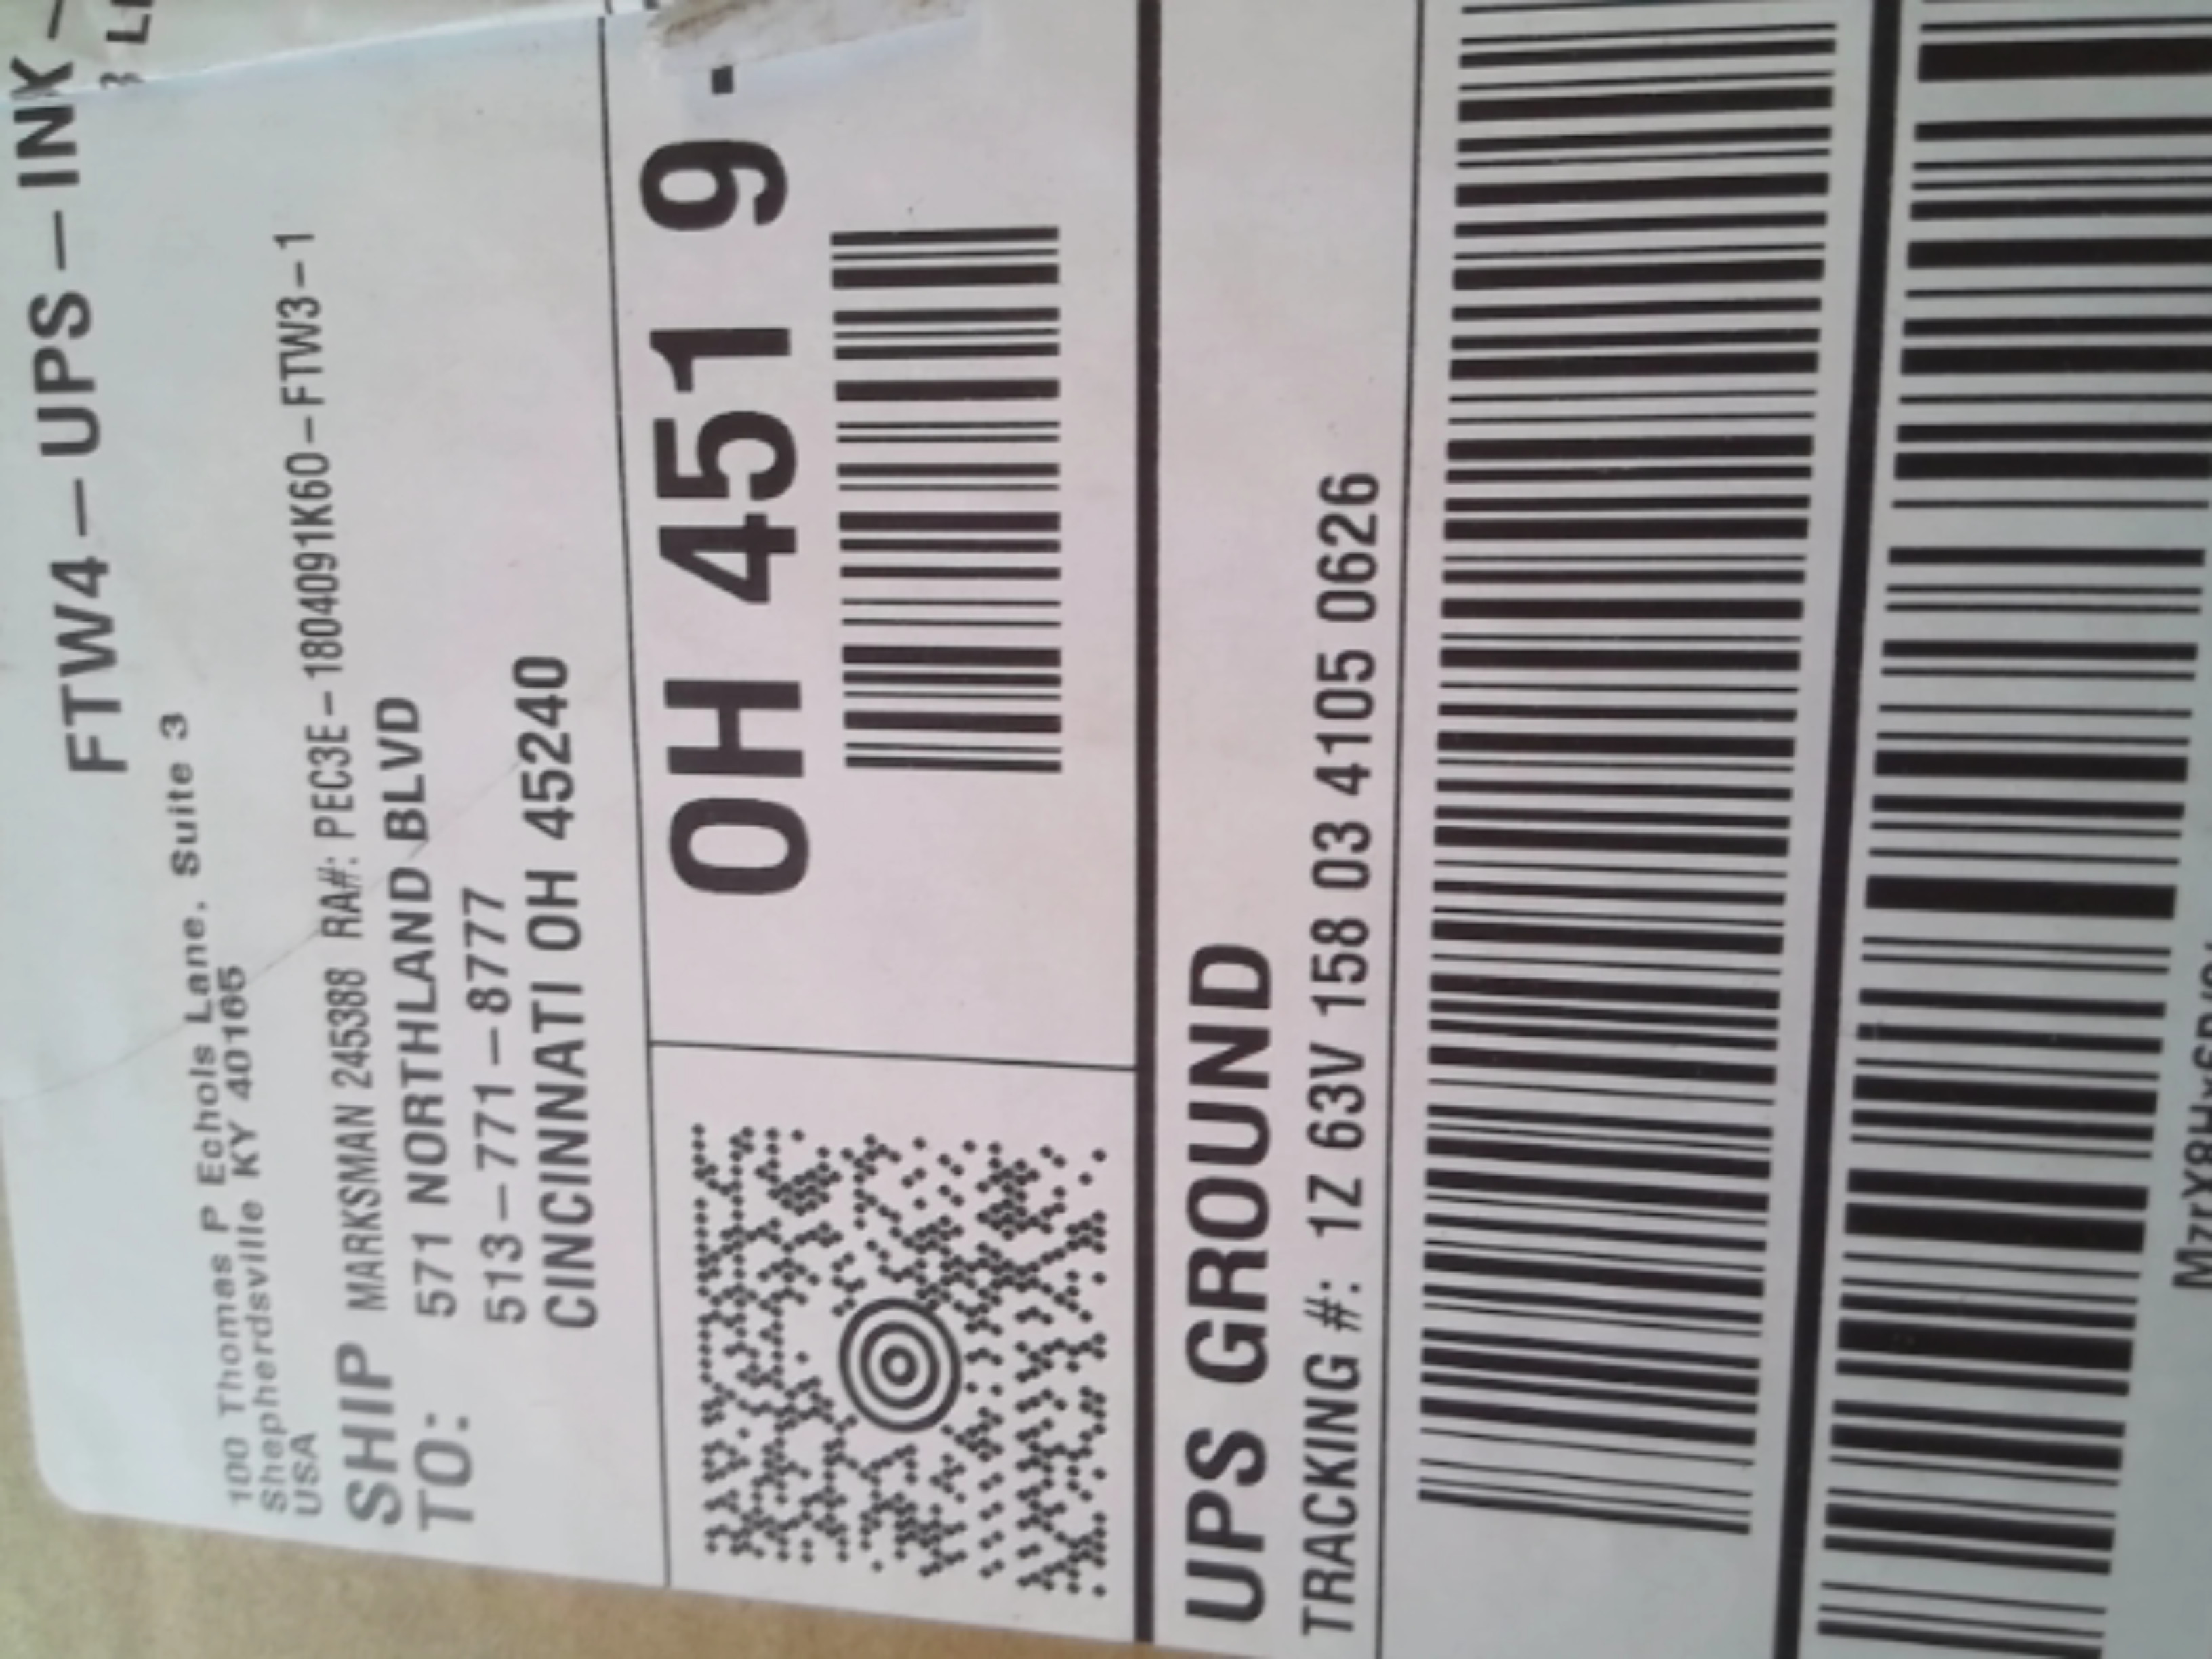 FTW4-UPS-INX-
100 Thomas P Echols Lane. Suite 3
Shepherdsville KY 40165
USA
SHIP TO:
MARKSMAN 245388 RA#: PEC3E-1804091K60-FTW3-1
571 NORTHLAND BLVD
513-771-8777
CINCINNATI OH 45240
OH 451 9-
UPS GROUND
TRACKING #: 1Z 63V 158 03 4105 0626